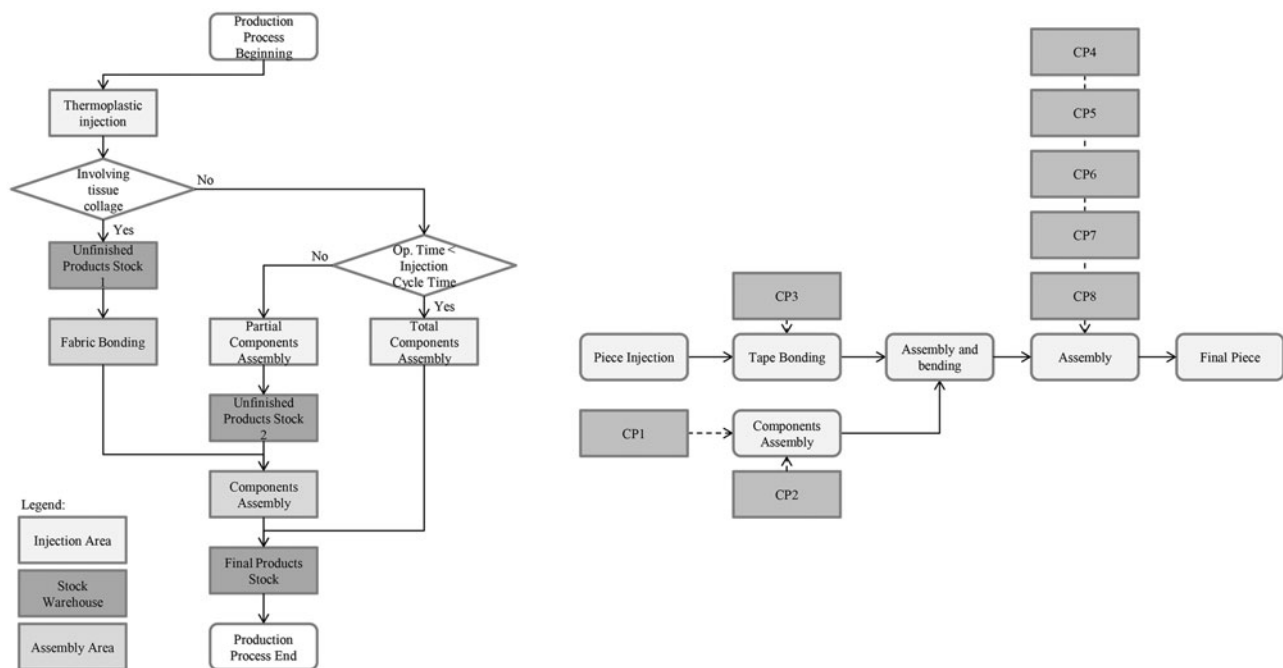 Production
Process
Beginning
Thermoplastic
injection
Involving
tissue
collage
No
Yes
Unfinished
Products Stock
1
Fabric Bonding
Op. Time <
Injection
Cycle Time
No
Yes
Partial
Components
Assembly
Total
Components
Assembly
Unfinished
Products Stock
2
Components
Assembly
Final Products
Stock
Production
Process End
Legend:
Injection Area
Stock
Warehouse
Assembly Area
CP4
CP5
CP6
CP7
CP8
CP3
Piece Injection
Tape Bonding
Assembly and
bending
Assembly
Final Piece
CP1
Components
Assembly
CP2